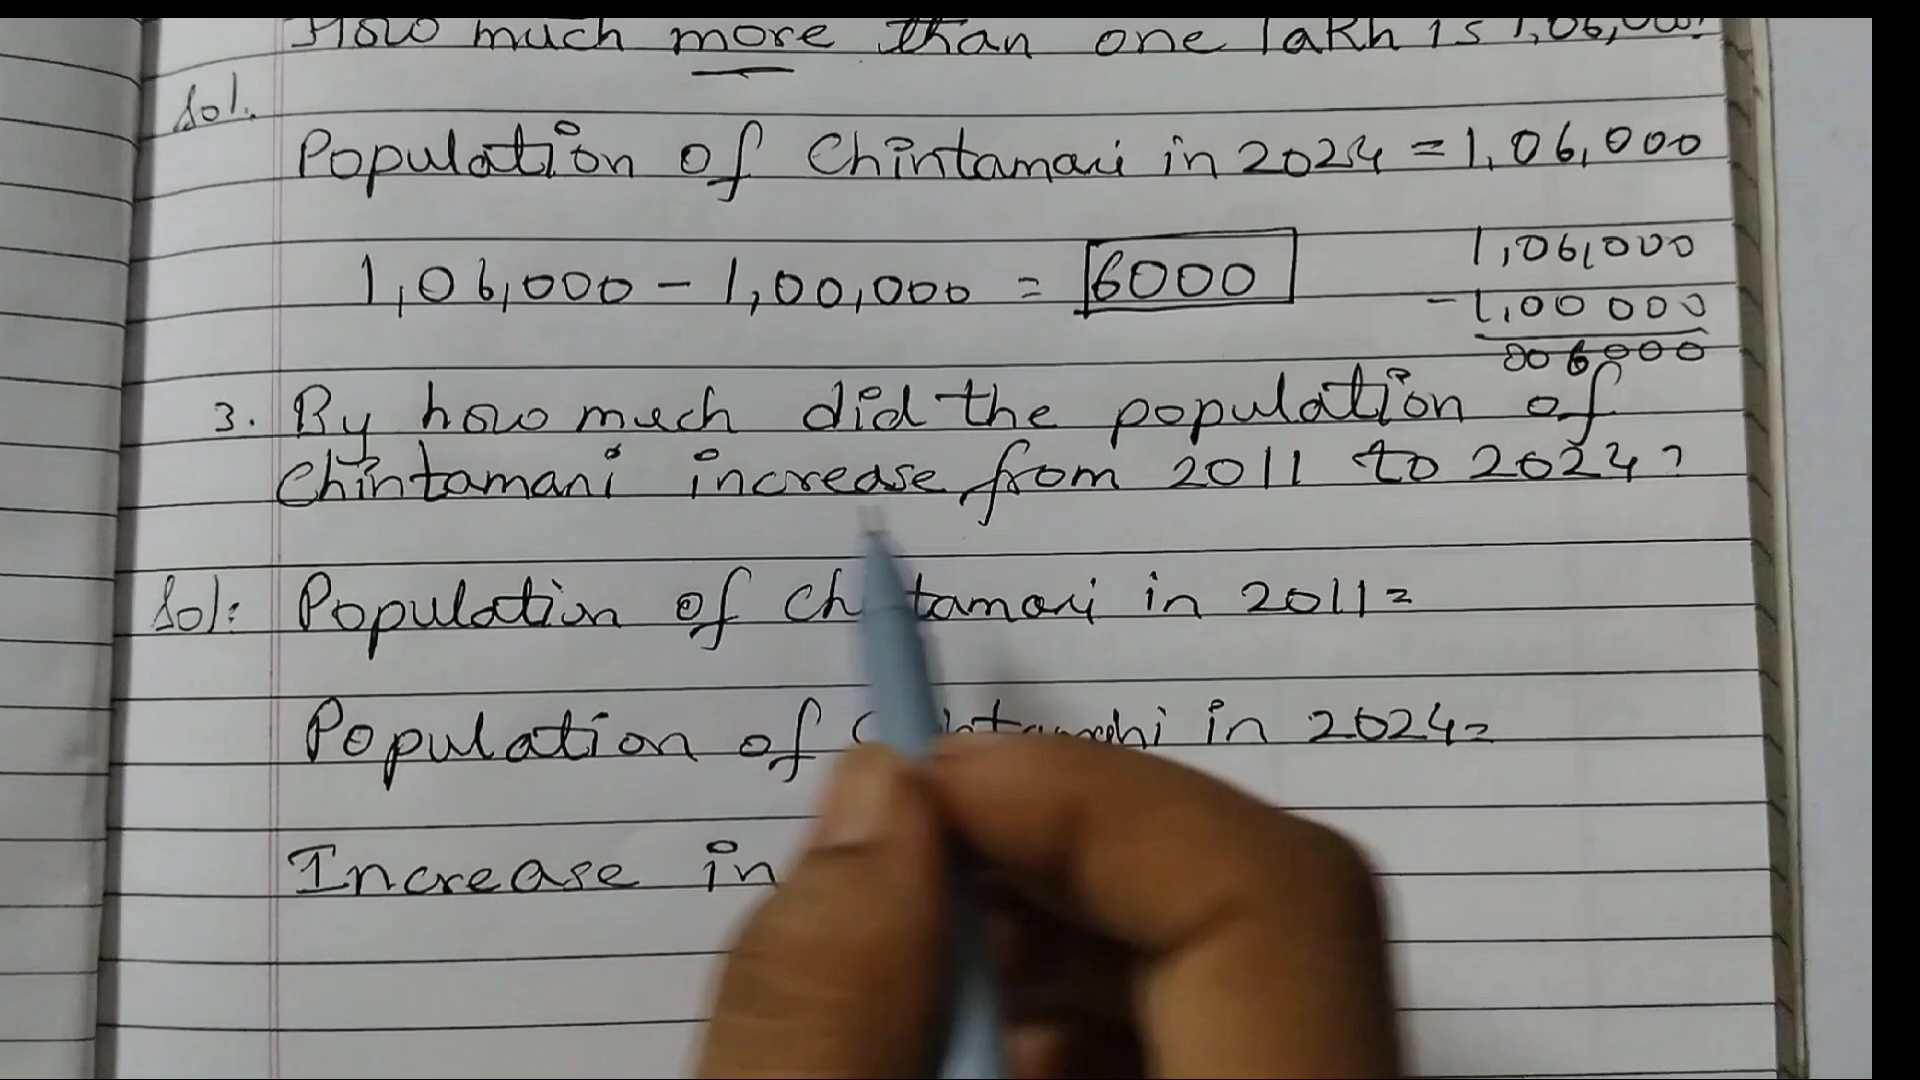 How much more than one lakh is 1,06,000?
Sol.
Population of Chintamani in 2024 = 1,06,000
1,06,000 - 1,00,000 = 6000
1,06,000
- 1,00 000
006000
3. By how much did the population of
Chintamani increase from 2011 to 2024?
Sol: Population of in 2011=
Population of in 2024=
Increase in